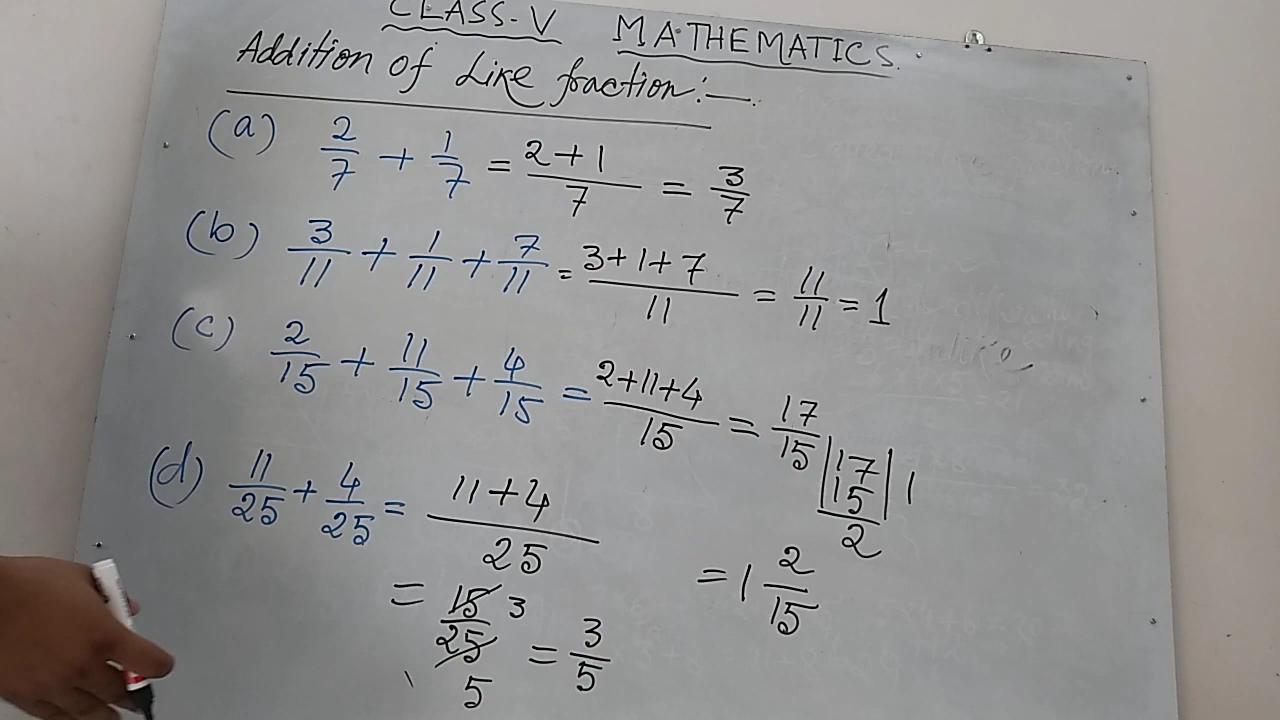 CLASS-V MATHEMATICS.
Addition of Like fraction:—
(a) 2/7 + 1/7 = 2+1/7 = 3/7
(b) 3/11 + 1/11 + 7/11 = 3+1+7/11 = 11/11 = 1
(c) 2/15 + 11/15 + 4/15 = 2+11+4/15 = 17/15
17 | 1
15
2
= 1 2/15
(d) 11/25 + 4/25 = 11+4/25
= 15/25 3 5 = 3/5